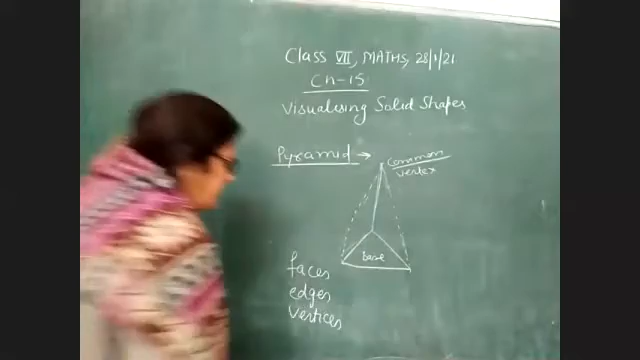 Class VII, MATHS, 28/1/21
Ch-15
Visualising Solid Shapes
Pyramid →
common
vertex
base
faces
edges
vertices